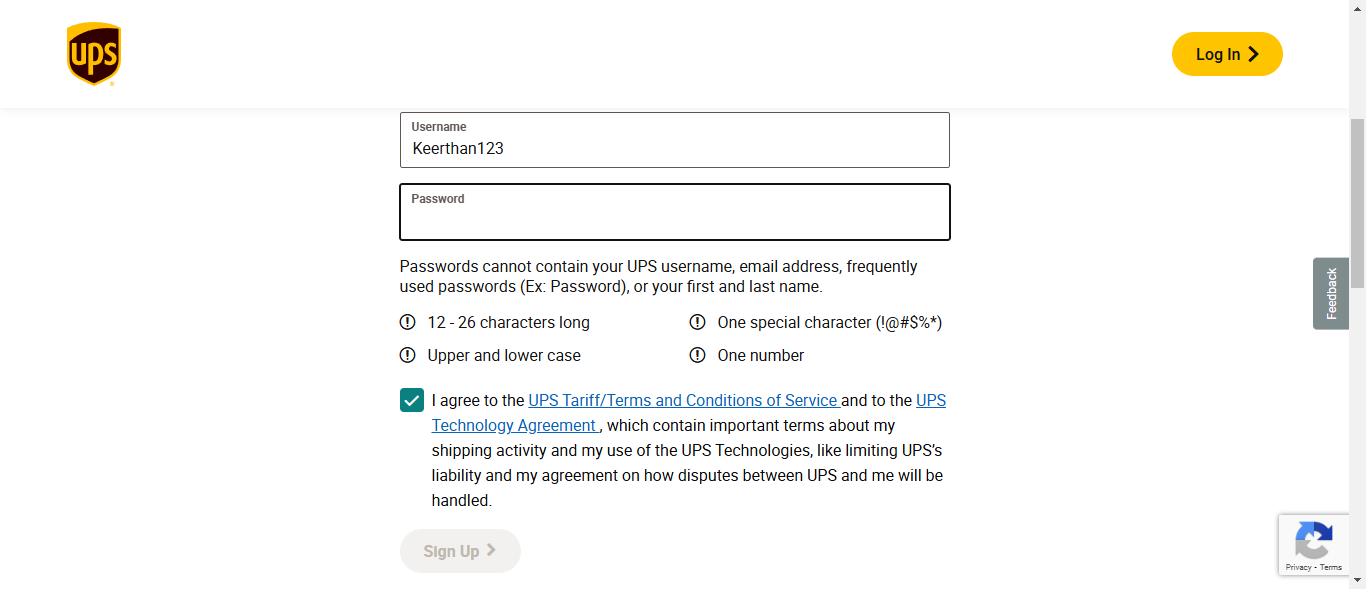 ups
Log In
Username
Keerthan123
Password
Passwords cannot contain your UPS username, email address, frequently
used passwords (Ex: Password), or your first and last name.
12 - 26 characters long
One special character (!@#$%*)
Upper and lower case
One number
I agree to the UPS Tariff/Terms and Conditions of Service and to the UPS
Technology Agreement , which contain important terms about my
shipping activity and my use of the UPS Technologies, like limiting UPS’s
liability and my agreement on how disputes between UPS and me will be
handled.
Sign Up
Feedback
Privacy - Terms